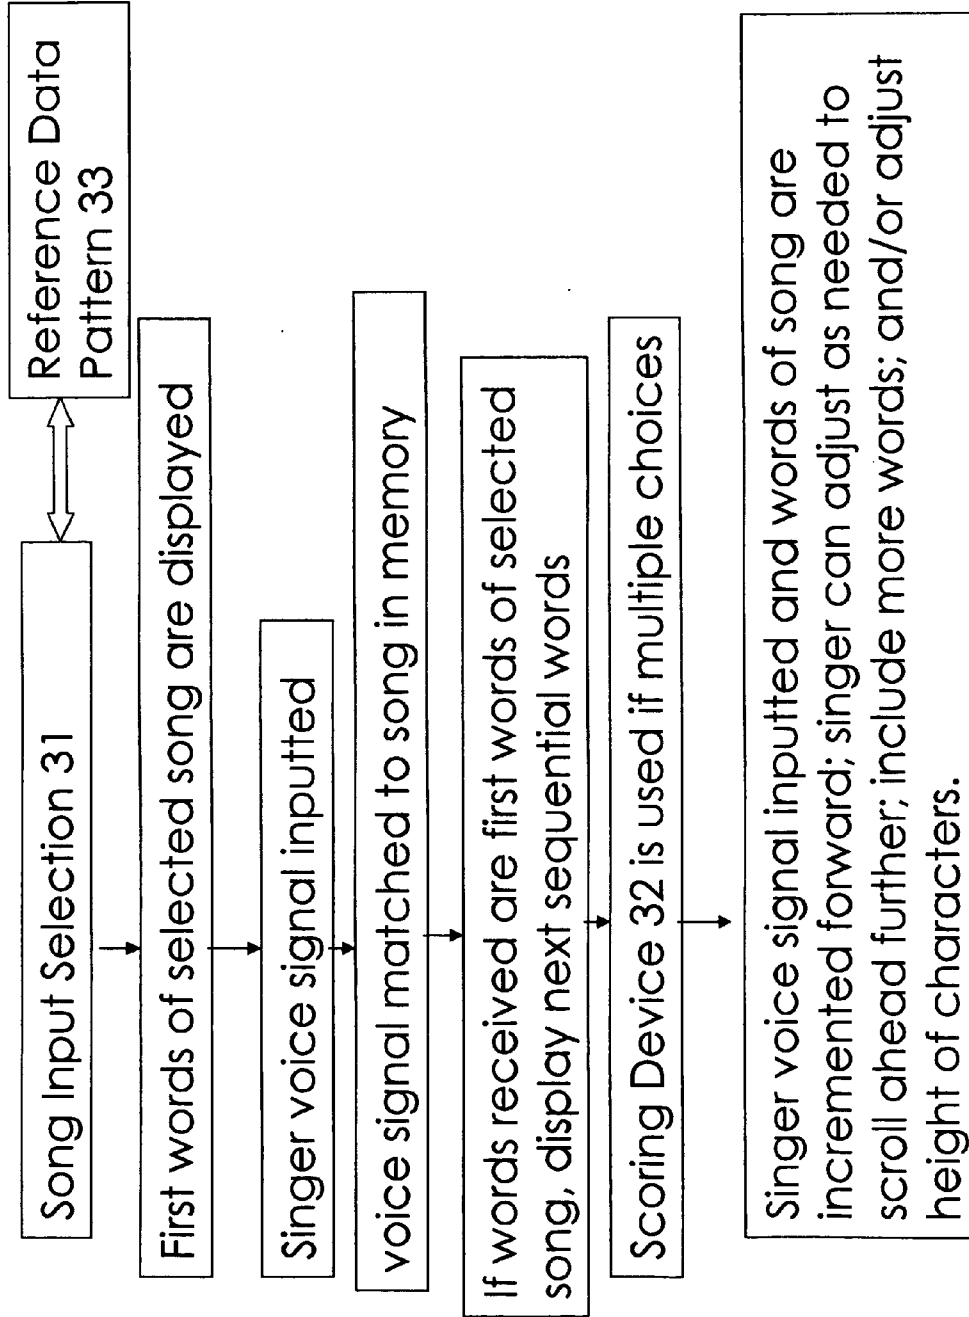 Song Input Selection 31
Reference Data
Pattern 33
First words of selected song are displayed
Singer voice signal inputted
voice signal matched to song in memory
If words received are first words of selected
song, display next sequential words
Scoring Device 32 is used if multiple choices
Singer voice signal inputted and words of song are
incremented forward; singer can adjust as needed to
scroll ahead further; include more words; and/or adjust
height of characters.